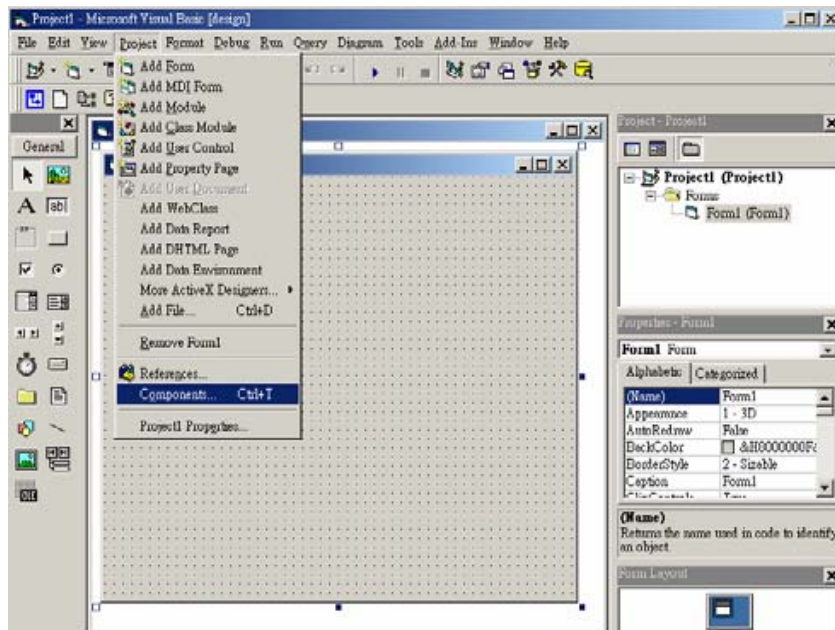 Project1 - Microsoft Visual Basic [design]
File Edit View Project Format Debug Run Query Diagram Tools Add-Ins Window Help
General
Add Form
Add MDI Form
Add Module
Add Class Module
Add User Control
Add Property Page
Add User Document
Add WebClass
Add Data Report
Add DHTML Page
Add Data Environment
More ActiveX Designers...
Add File... Ctrl+D
Remove Form1
References...
Components... Ctrl+T
Project1 Properties...
A
abl
OLE
Project - Project1
Project1 (Project1)
Forms
Form1 (Form1)
Properties - Form1
Form1 Form
Alphabetic Categorized
(Name) Form1
Appearance 1 - 3D
AutoRedraw False
BackColor &H8000000F&
BorderStyle 2 - Sizable
Caption Form1
ClipControls True
(Name)
Returns the name used in code to identify
an object.
Form Layout